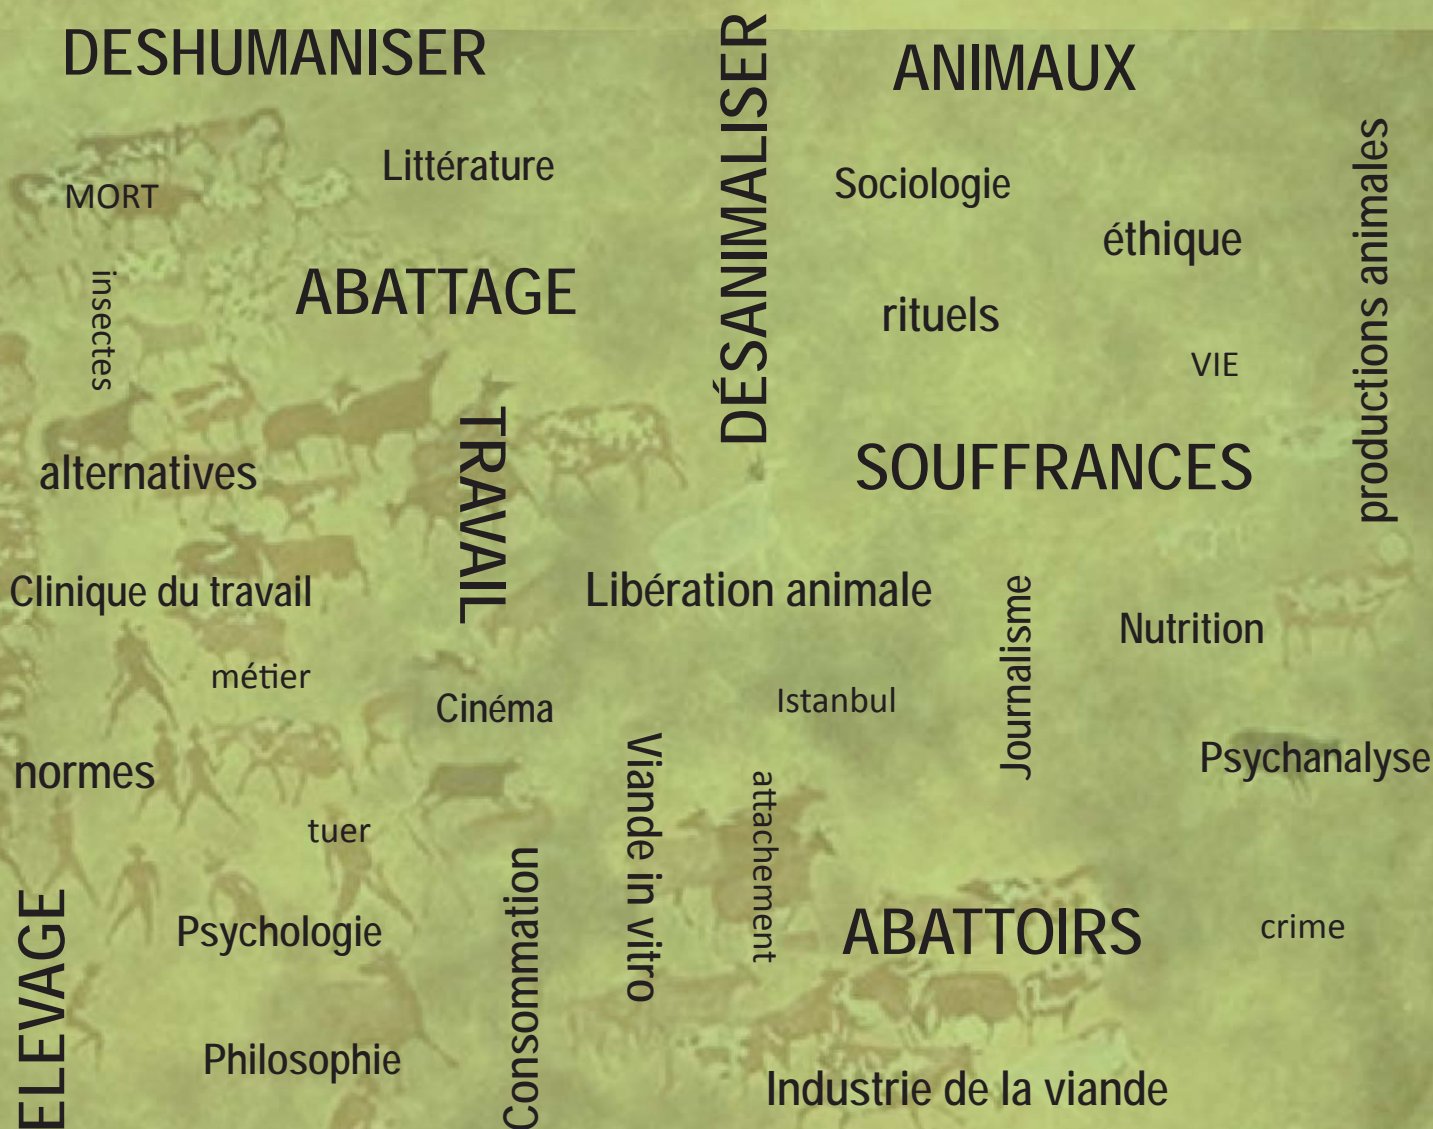 DESHUMANISER
DÉSANIMALISER
ANIMAUX
Littérature
MORT
Sociologie
productions animales
éthique
insectes
ABATTAGE
rituels
VIE
TRAVAIL
alternatives
SOUFFRANCES
Clinique du travail
Libération animale
Journalisme
Nutrition
métier
Cinéma
Istanbul
normes
Viande in vitro
attachement
Psychanalyse
tuer
ELEVAGE
Psychologie
Consommation
ABATTOIRS
crime
Philosophie
Industrie de la viande